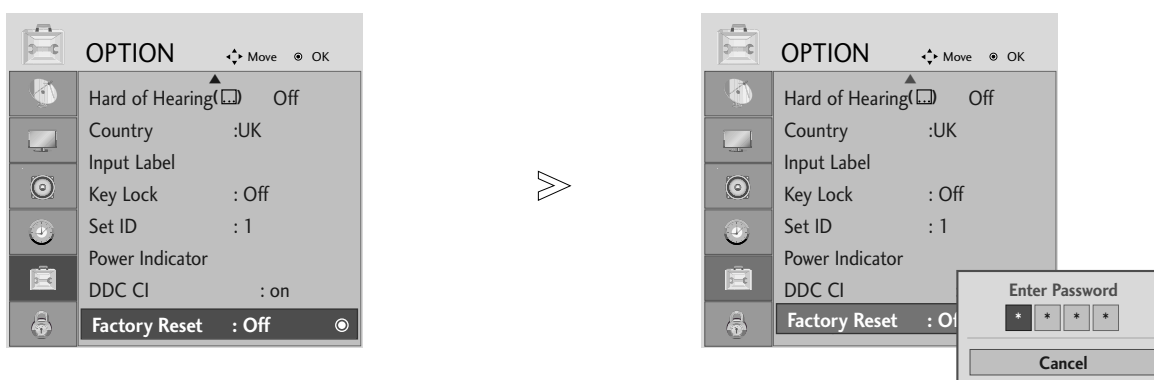 OPTION Move OK
Hard of Hearing( ) Off
Country :UK
Input Label
Key Lock : Off
Set ID : 1
Power Indicator
DDC CI : on
Factory Reset : Off
OPTION Move OK
Hard of Hearing( ) Off
Country :UK
Input Label
Key Lock : Off
Set ID : 1
Power Indicator
DDC CI
Factory Reset
Enter Password
* * * *
Cancel